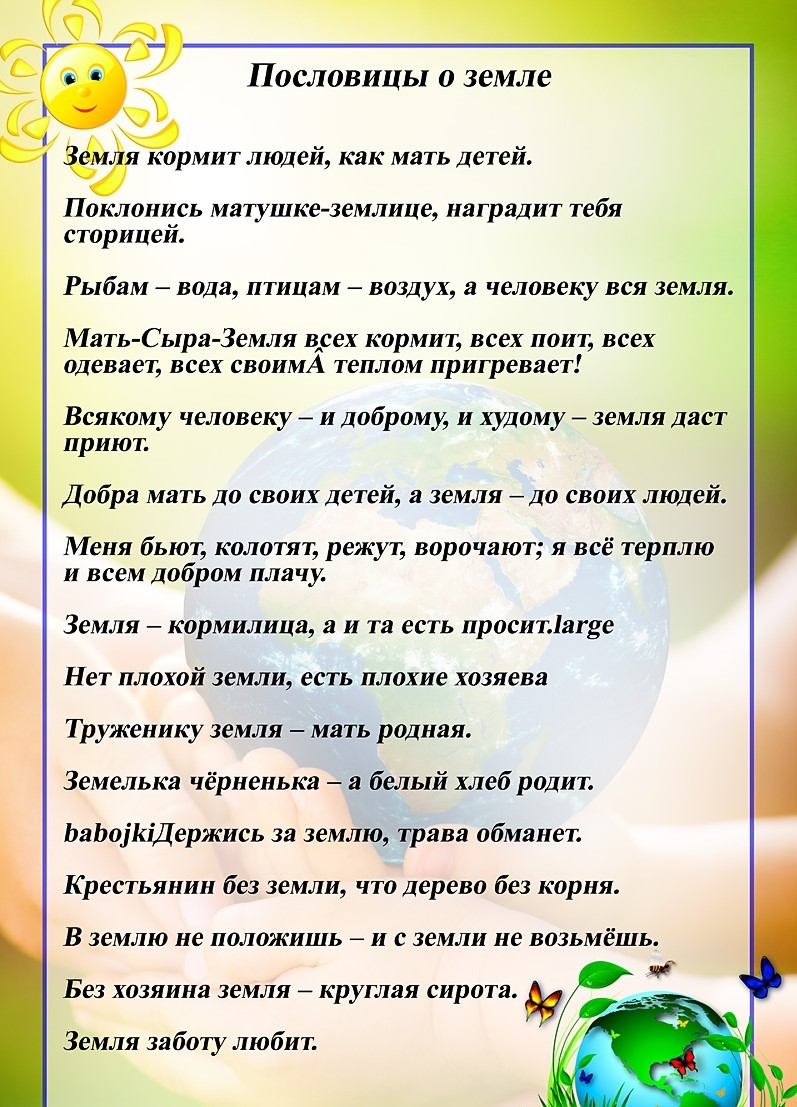 Пословицы о земле
Земля кормит людей, как мать детей.
Поклонись матушке-землице, наградит тебя
сторицей.
Рыбам – вода, птицам – воздух, а человеку вся земля.
Мать-Сыра-Земля всех кормит, всех поит, всех
одевает, всех своимÂ теплом пригревает!
Всякому человеку – и доброму, и худому – земля даст
приют.
Добра мать до своих детей, а земля – до своих людей.
Меня бьют, колотят, режут, ворочают; я всё терплю
и всем добром плачу.
Земля – кормилица, а и та есть просит.large
Нет плохой земли, есть плохие хозяева
Труженику земля – мать родная.
Земелька чёрненька – а белый хлеб родит.
babojkiДержись за землю, трава обманет.
Крестьянин без земли, что дерево без корня.
В землю не положишь – и с земли не возьмёшь.
Без хозяина земля – круглая сирота.
Земля заботу любит.